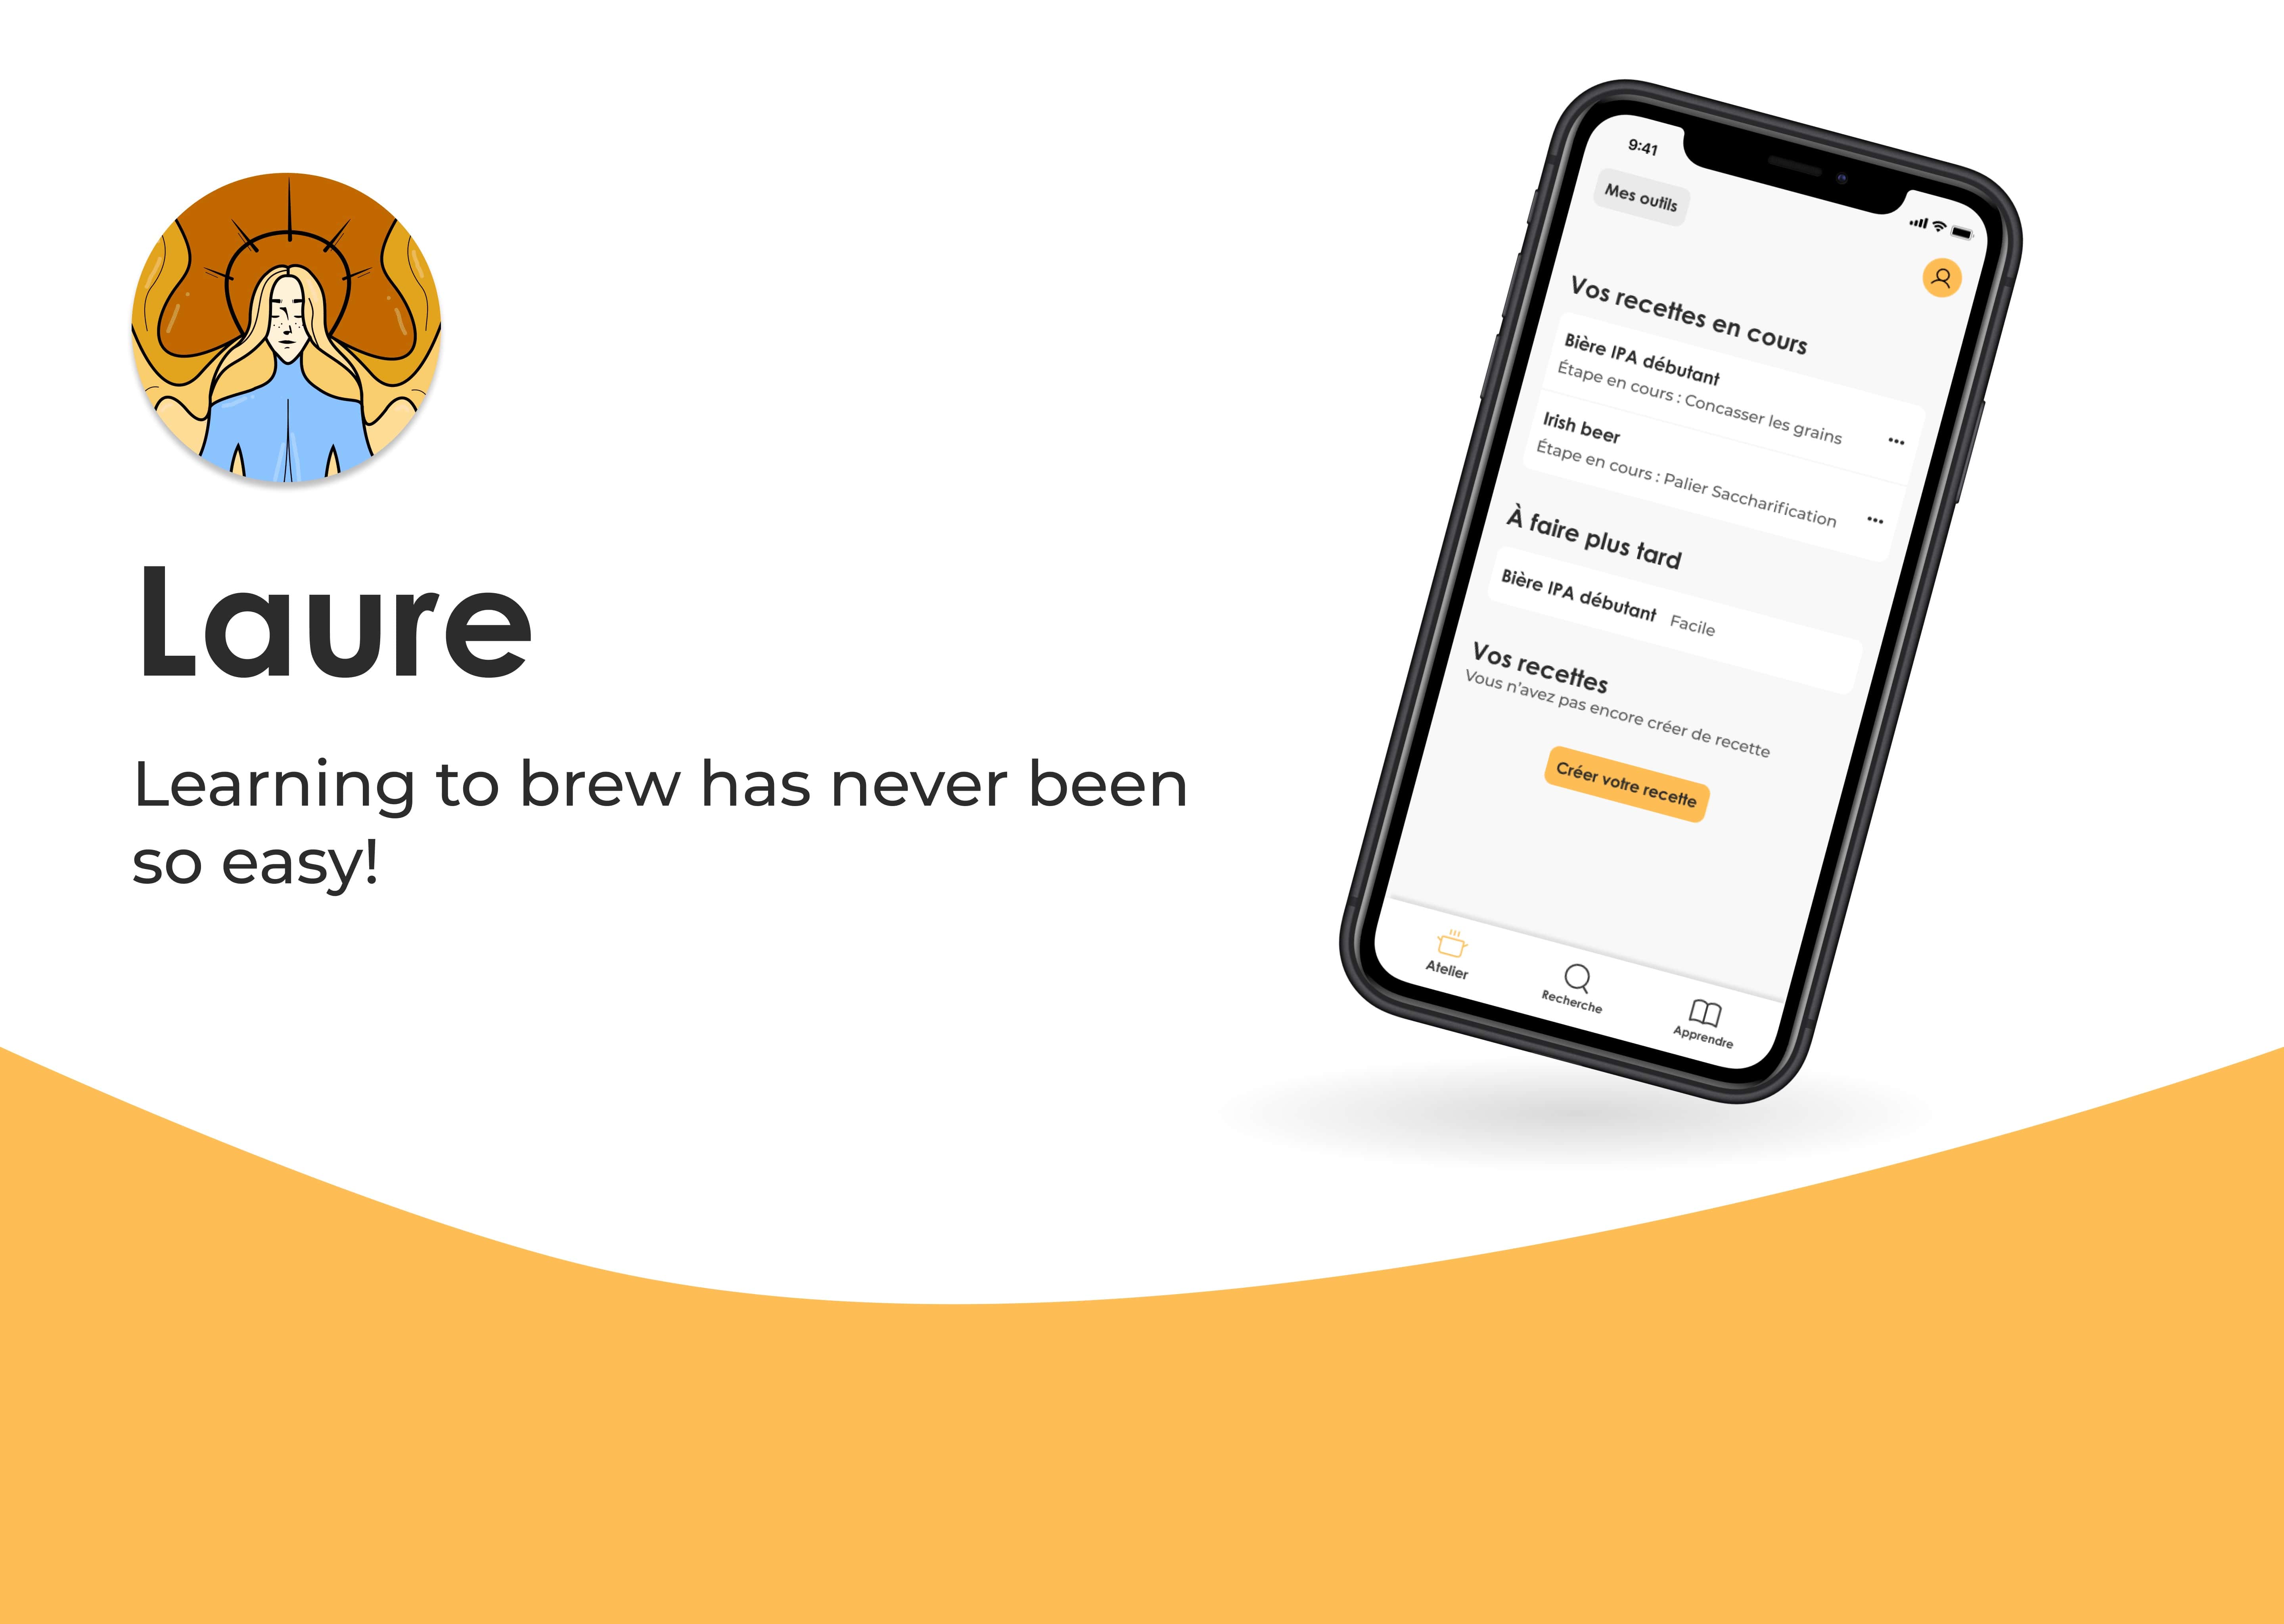 Laure
Learning to brew has never been
so easy!
9:41
Mes outils
Vos recettes en cours
Bière IPA débutant
Étape en cours : Concasser les grains
Irish beer
Étape en cours : Palier Saccharification
À faire plus tard
Bière IPA débutant Facile
Vos recettes
Vous n’avez pas encore créer de recette
Créer votre recette
Atelier
Recherche
Apprendre